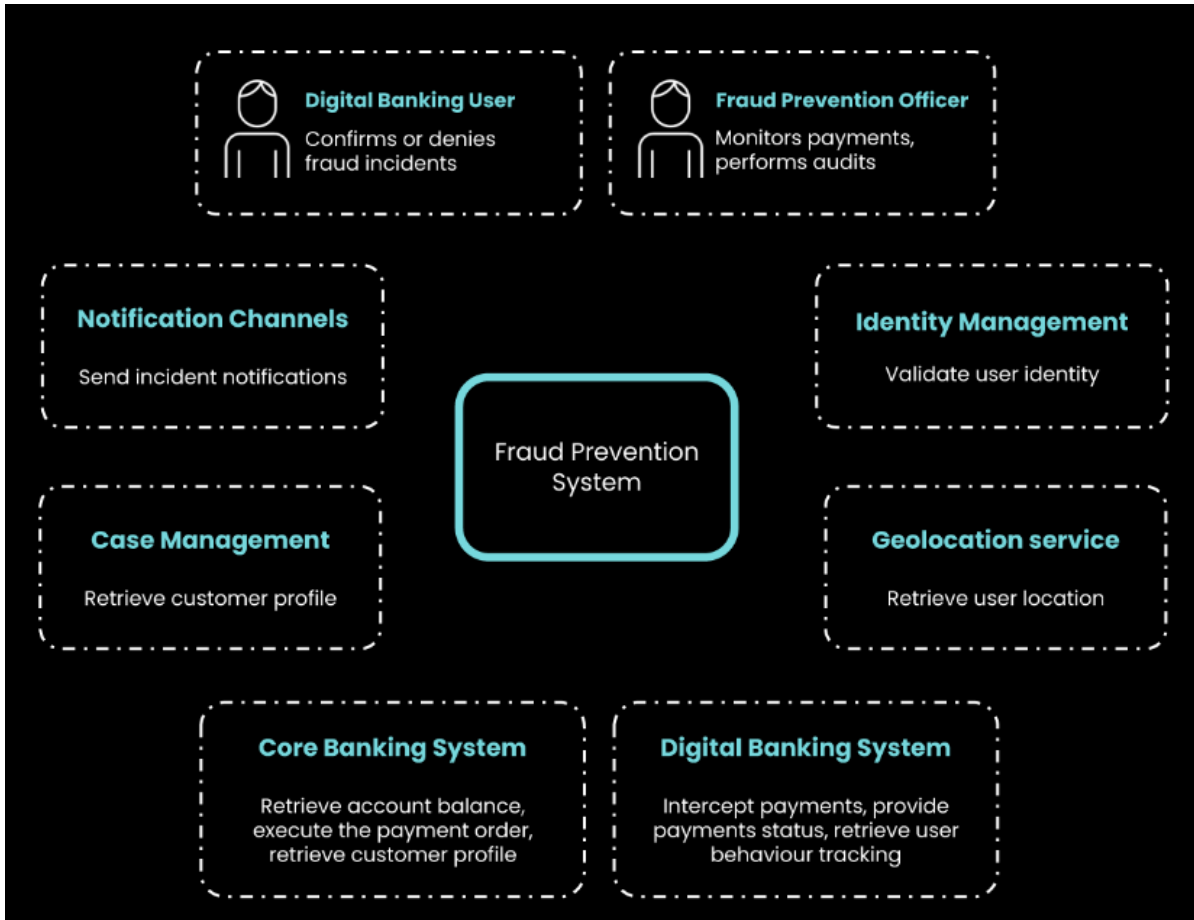 Digital Banking User
Confirms or denies
fraud incidents
Fraud Prevention Officer
Monitors payments,
performs audits
Notification Channels
Send incident notifications
Identity Management
Validate user identity
Fraud Prevention
System
Case Management
Retrieve customer profile
Geolocation service
Retrieve user location
Core Banking System
Retrieve account balance,
execute the payment order,
retrieve customer profile
Digital Banking System
Intercept payments, provide
payments status, retrieve user
behaviour tracking